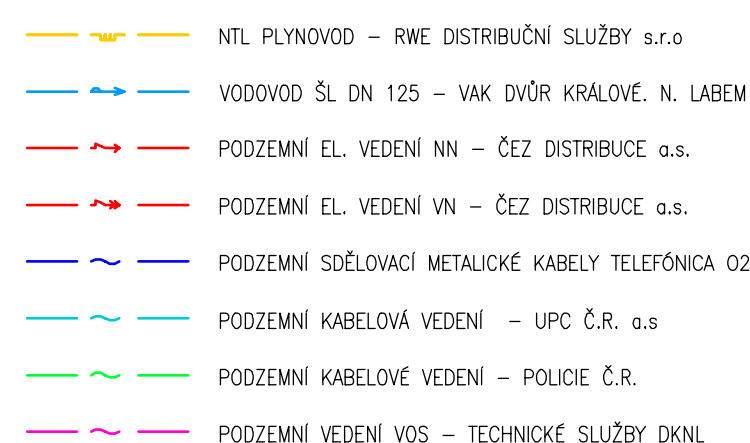 NTL PLYNOVOD – RWE DISTRIBUČNÍ SLUŽBY s.r.o
VODOVOD ŠL DN 125 – VAK DVŮR KRÁLOVÉ. N. LABEM
PODZEMNÍ EL. VEDENÍ NN – ČEZ DISTRIBUCE a.s.
PODZEMNÍ EL. VEDENÍ VN – ČEZ DISTRIBUCE a.s.
PODZEMNÍ SDĚLOVACÍ METALICKÉ KABELY TELEFÓNICA O2
PODZEMNÍ KABELOVÁ VEDENÍ – UPC Č.R. a.s
PODZEMNÍ KABELOVÉ VEDENÍ – POLICIE Č.R.
PODZEMNÍ VEDENÍ VOS – TECHNICKÉ SLUŽBY DKNL